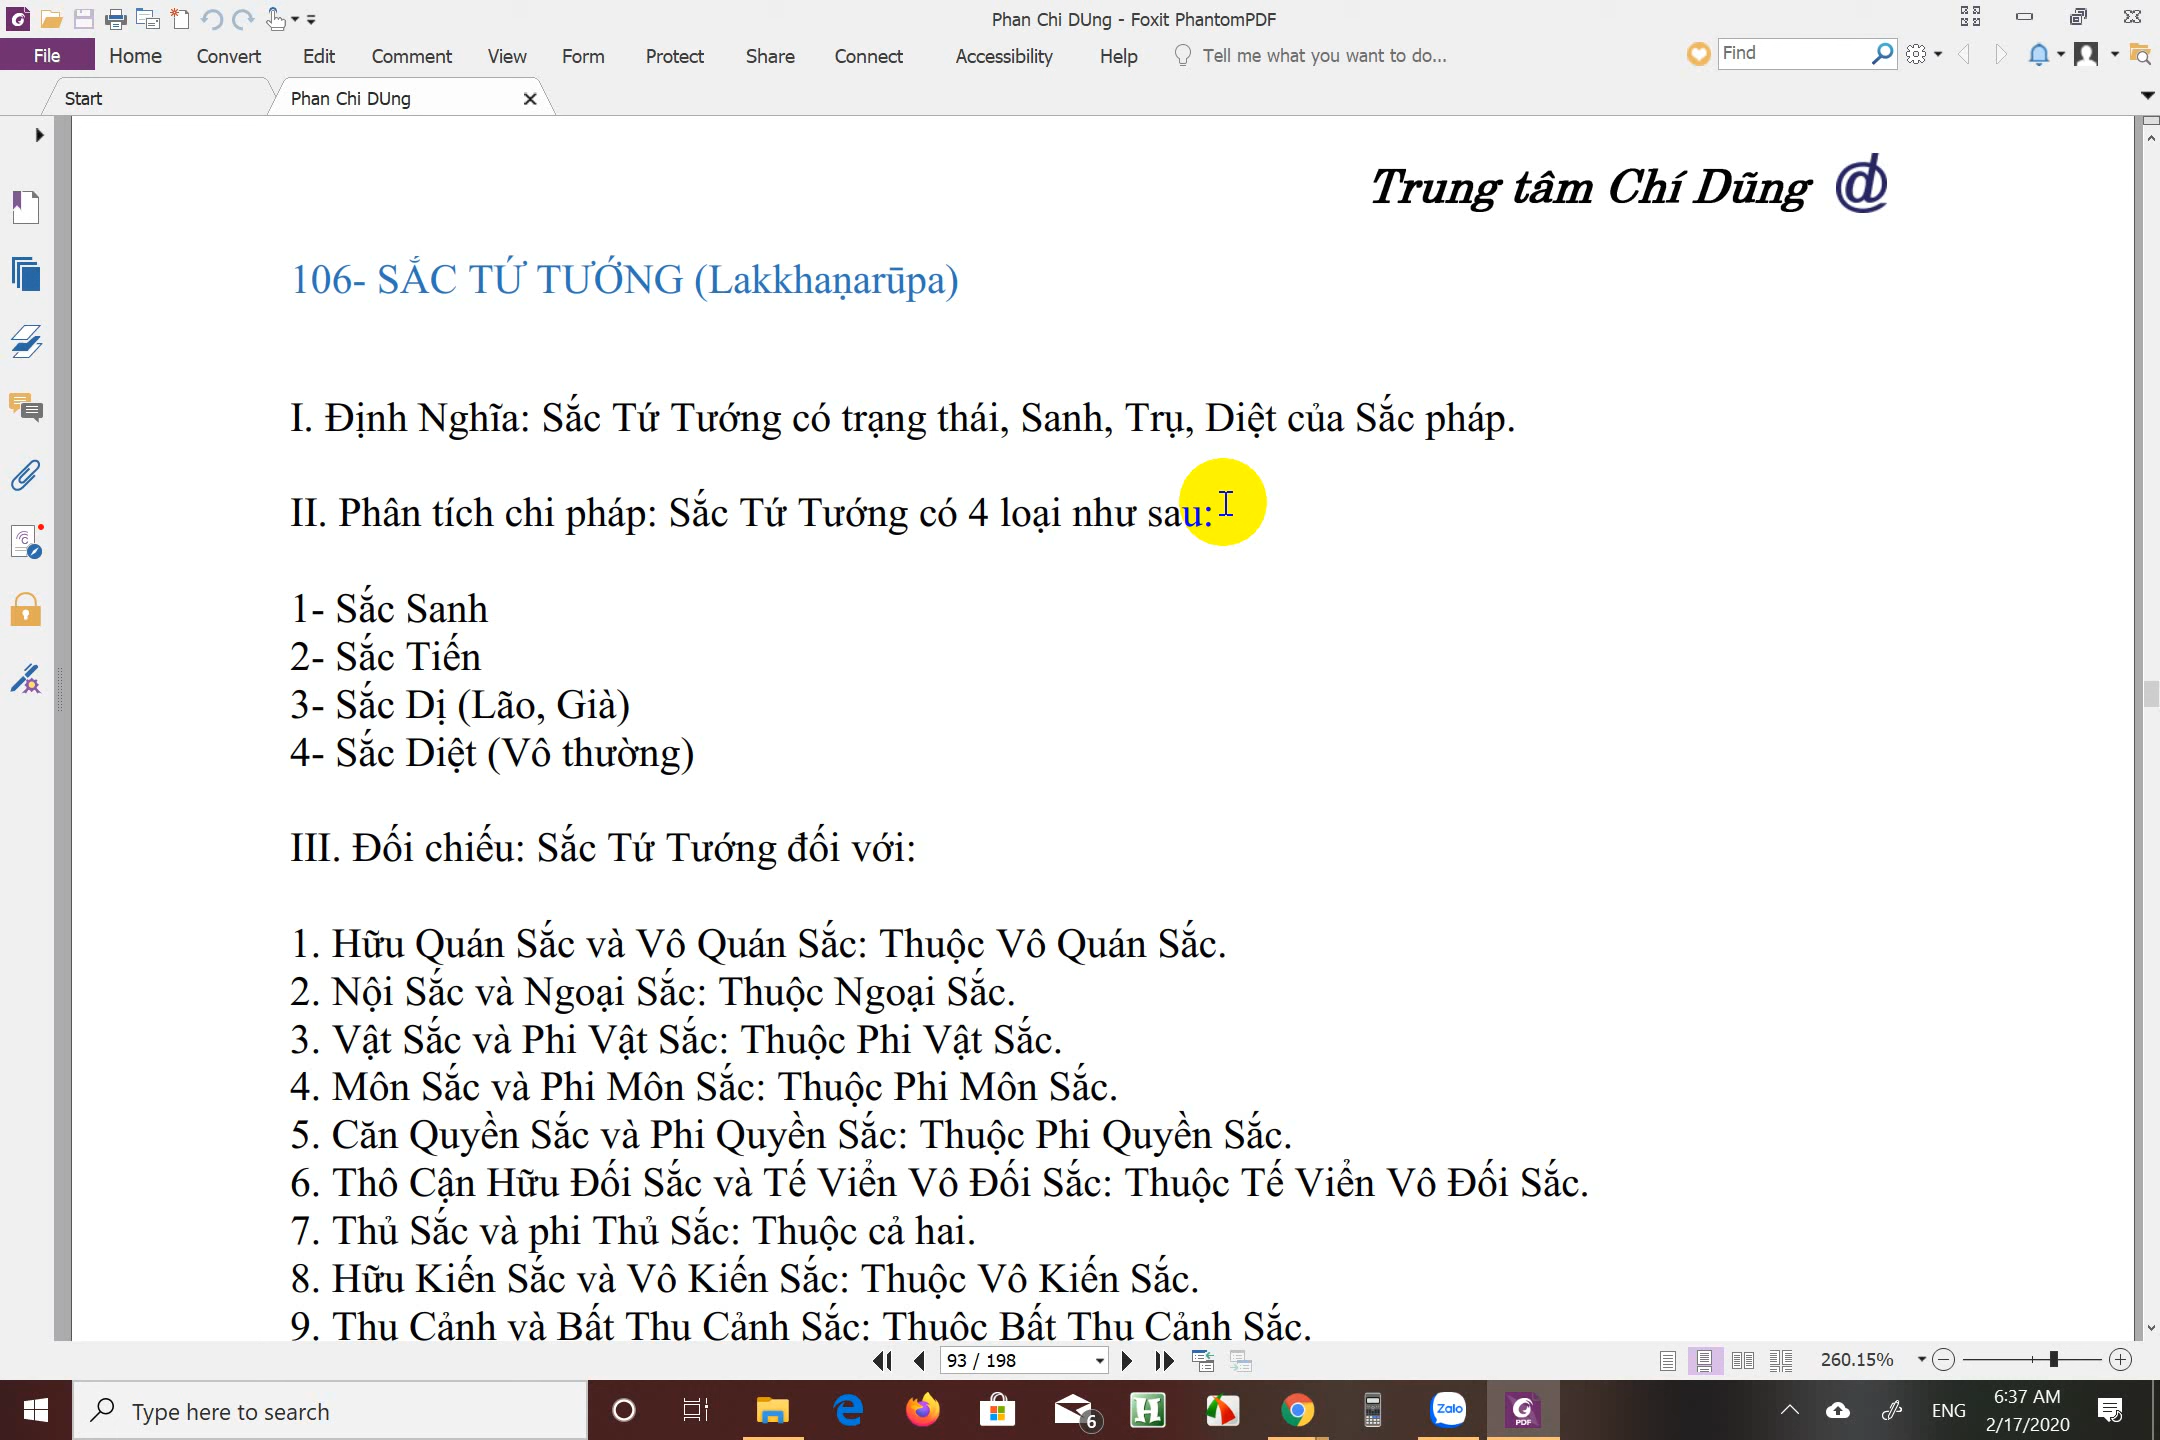 Phan Chi DUng - Foxit PhantomPDF
File Home Convert Edit Comment View Form Protect Share Connect Accessibility Help Tell me what you want to do... Find
Start Phan Chi DUng
Trung tâm Chí Dũng
106- SẮC TỨ TƯỚNG (Lakkhaṇarūpa)
I. Định Nghĩa: Sắc Tứ Tướng có trạng thái, Sanh, Trụ, Diệt của Sắc pháp.
II. Phân tích chi pháp: Sắc Tứ Tướng có 4 loại như sau:
1- Sắc Sanh
2- Sắc Tiến
3- Sắc Dị (Lão, Già)
4- Sắc Diệt (Vô thường)
III. Đối chiếu: Sắc Tứ Tướng đối với:
1. Hữu Quán Sắc và Vô Quán Sắc: Thuộc Vô Quán Sắc.
2. Nội Sắc và Ngoại Sắc: Thuộc Ngoại Sắc.
3. Vật Sắc và Phi Vật Sắc: Thuộc Phi Vật Sắc.
4. Môn Sắc và Phi Môn Sắc: Thuộc Phi Môn Sắc.
5. Căn Quyền Sắc và Phi Quyền Sắc: Thuộc Phi Quyền Sắc.
6. Thô Cận Hữu Đối Sắc và Tế Viển Vô Đối Sắc: Thuộc Tế Viển Vô Đối Sắc.
7. Thủ Sắc và phi Thủ Sắc: Thuộc cả hai.
8. Hữu Kiến Sắc và Vô Kiến Sắc: Thuộc Vô Kiến Sắc.
9. Thu Cảnh và Bất Thu Cảnh Sắc: Thuộc Bất Thu Cảnh Sắc.
93 / 198 260.15%
Type here to search 6 Zalo PDF ENG 6:37 AM
2/17/2020